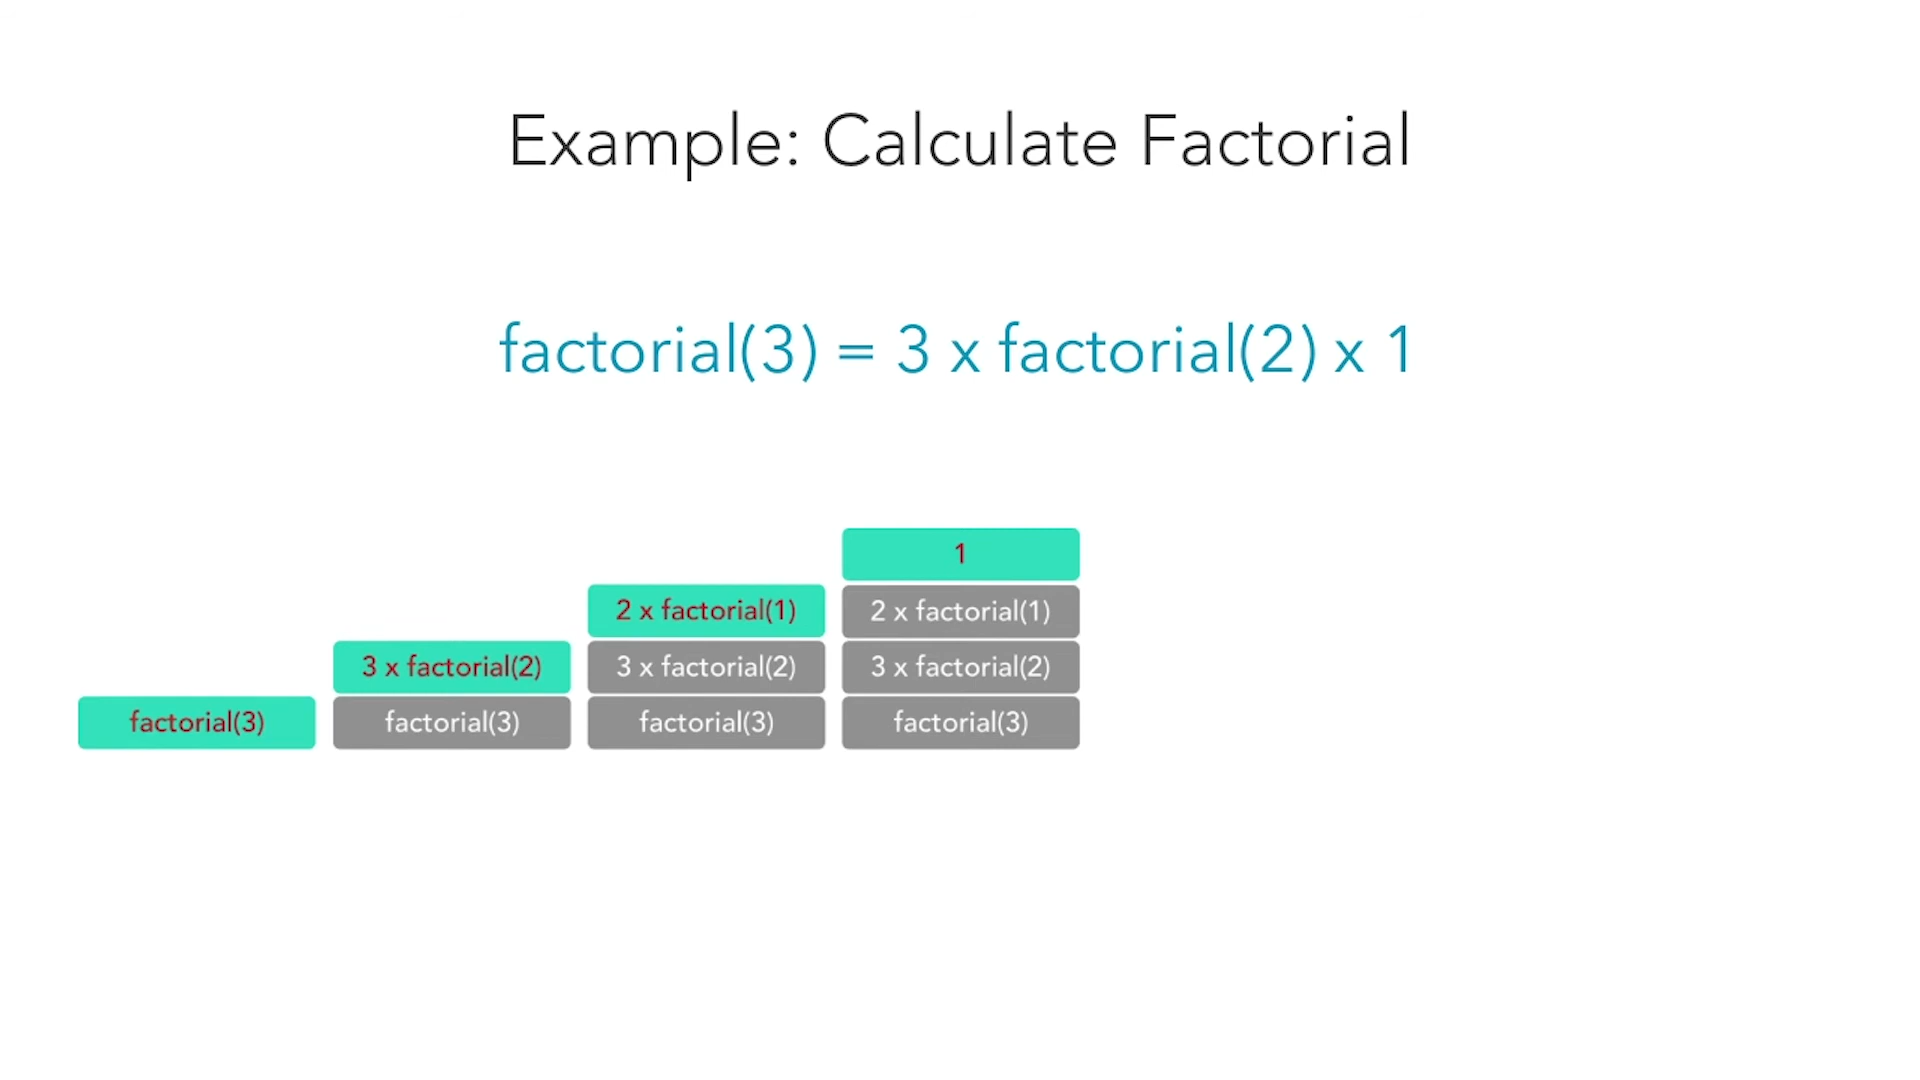 Example: Calculate Factorial
factorial(3) = 3 x factorial(2) x 1
1
2 x factorial(1)
2 x factorial(1)
3 x factorial(2)
3 x factorial(2)
3 x factorial(2)
factorial(3)
factorial(3)
factorial(3)
factorial(3)